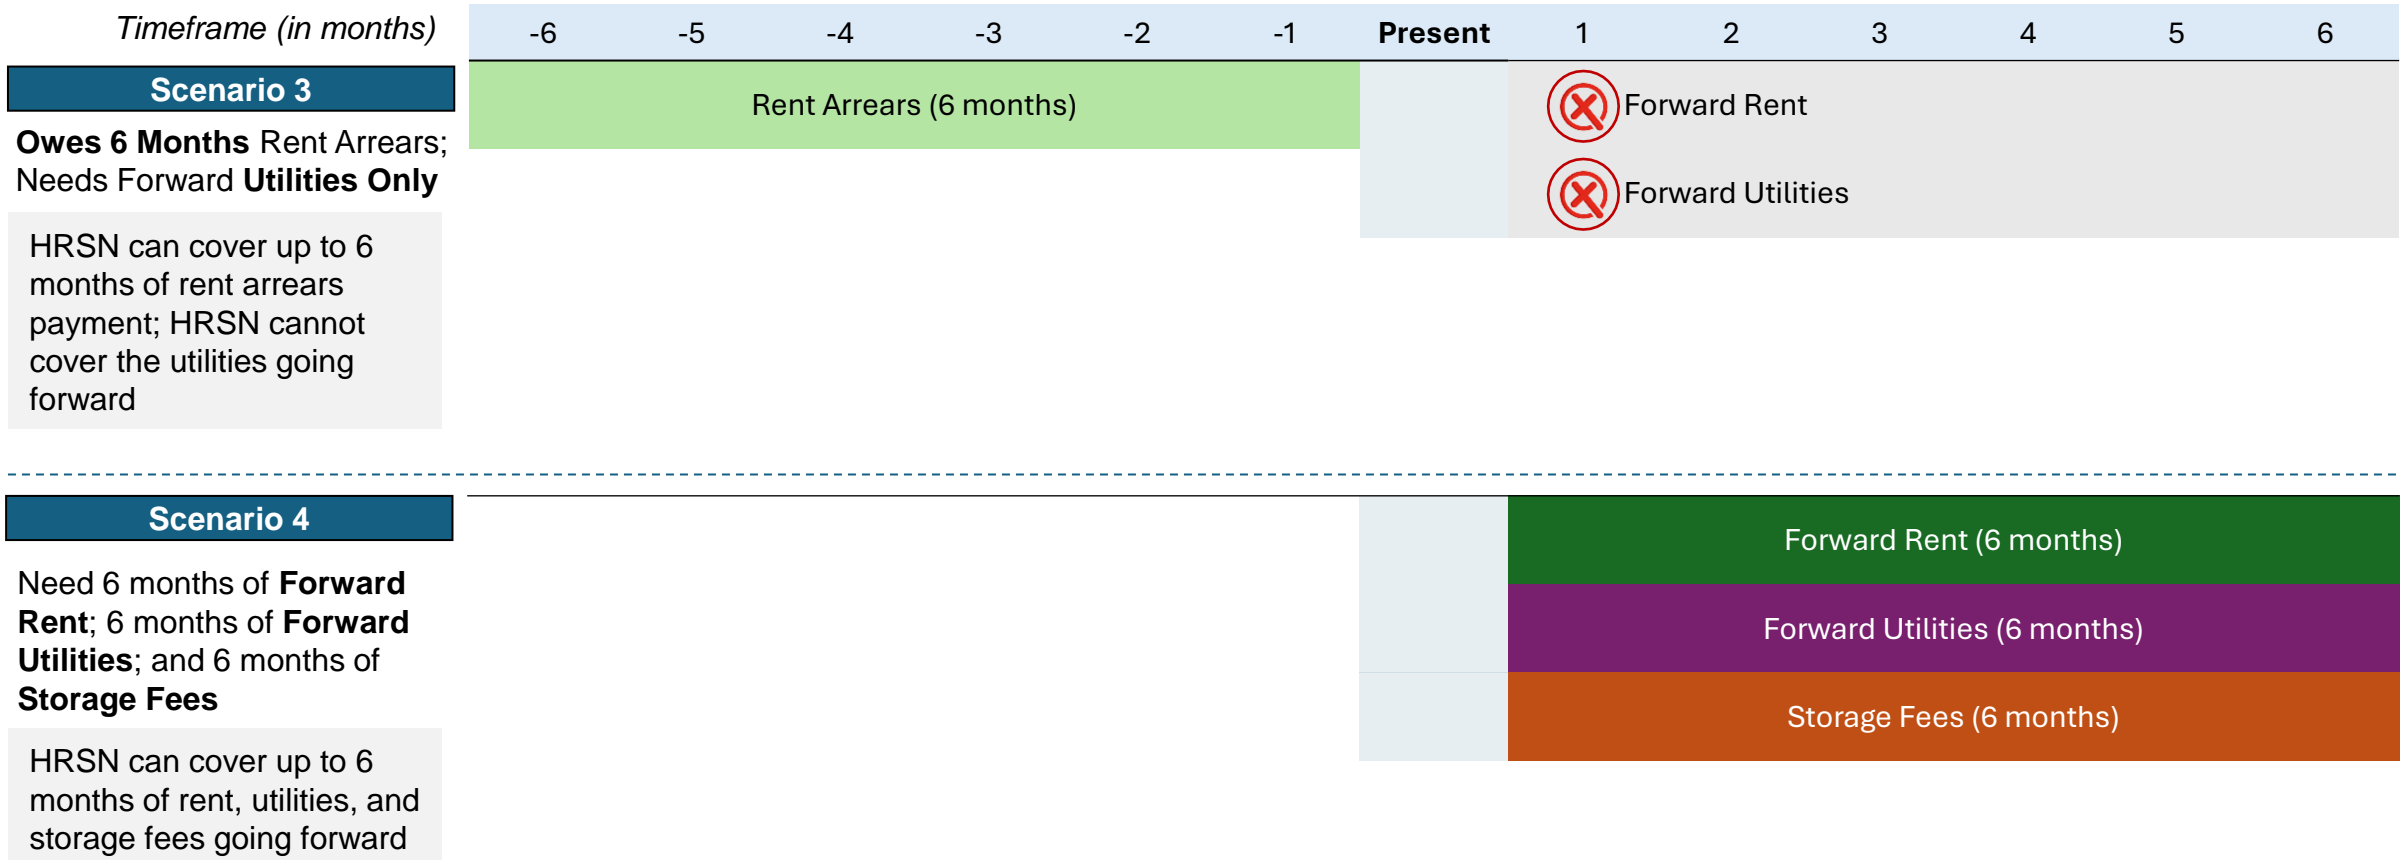 Timeframe (in months) -6 -5 -4 -3 -2 -1 Present 1 2 3 4 5 6
Scenario 3
Owes 6 Months Rent Arrears;
Needs Forward Utilities Only
HRSN can cover up to 6
months of rent arrears
payment; HRSN cannot
cover the utilities going
forward
Rent Arrears (6 months)
Forward Rent
Forward Utilities
Scenario 4
Need 6 months of Forward
Rent; 6 months of Forward
Utilities; and 6 months of
Storage Fees
HRSN can cover up to 6
months of rent, utilities, and
storage fees going forward
Forward Rent (6 months)
Forward Utilities (6 months)
Storage Fees (6 months)